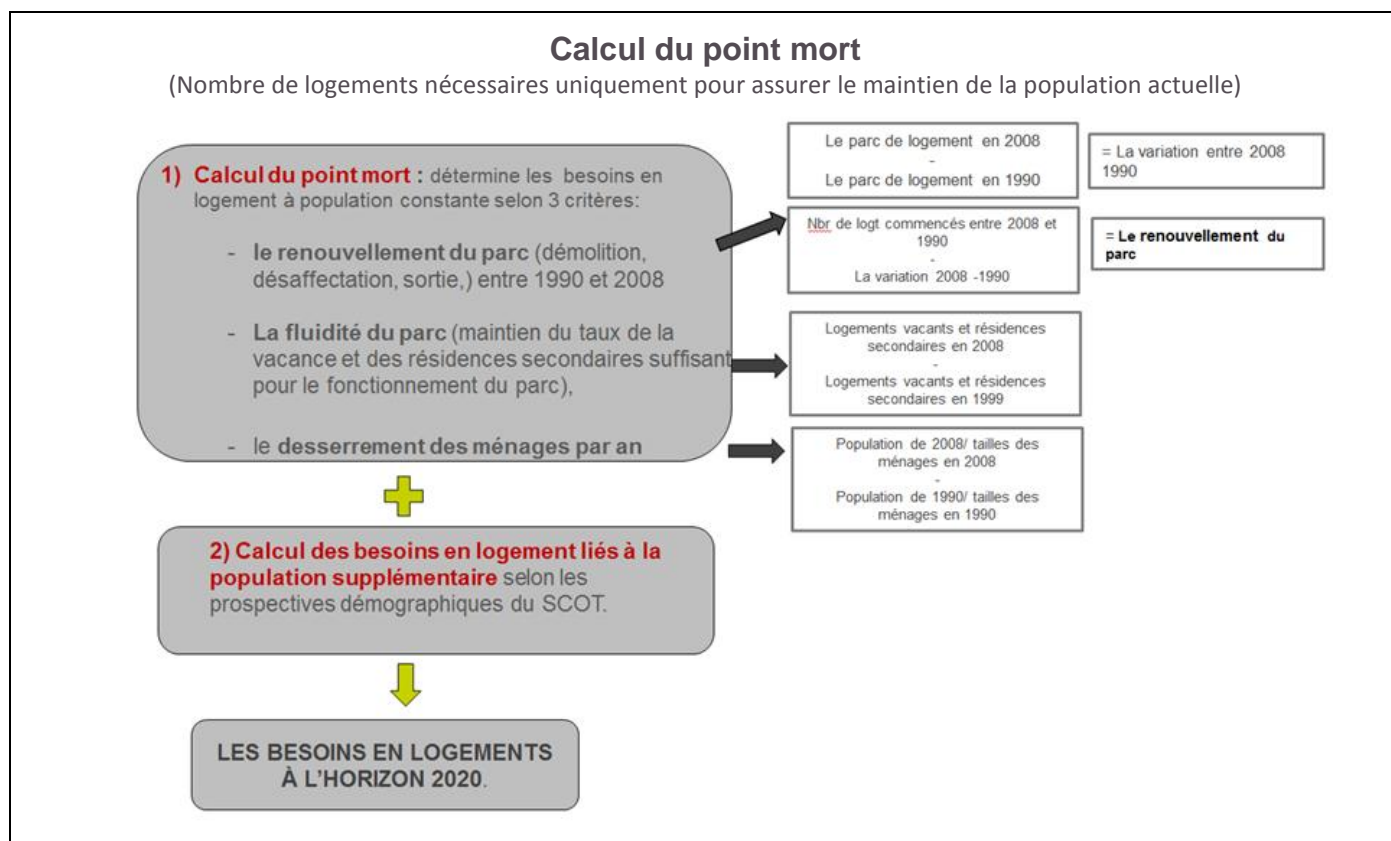 Calcul du point mort
(Nombre de logements nécessaires uniquement pour assurer le maintien de la population actuelle)
1) Calcul du point mort : détermine les besoins en
logement à population constante selon 3 critères:
- le renouvellement du parc (démolition,
désaffectation, sortie,) entre 1990 et 2008
- La fluidité du parc (maintien du taux de la
vacance et des résidences secondaires suffisant
pour le fonctionnement du parc),
- le desserrement des ménages par an
Le parc de logement en 2008
-
Le parc de logement en 1990
= La variation entre 2008
1990
Nbr de logt commencés entre 2008 et
1990
-
La variation 2008 -1990
= Le renouvellement du
parc
Logements vacants et résidences
secondaires en 2008
-
Logements vacants et résidences
secondaires en 1999
Population de 2008/ tailles des
ménages en 2008
-
Population de 1990/ tailles des
ménages en 1990
2) Calcul des besoins en logement liés à la
population supplémentaire selon les
prospectives démographiques du SCOT.
LES BESOINS EN LOGEMENTS
À L'HORIZON 2020.